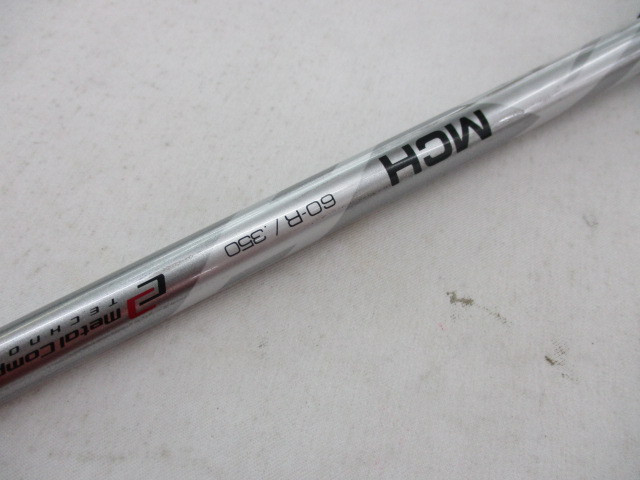 MCH
60-R / .350
metal Comp
TECHNO